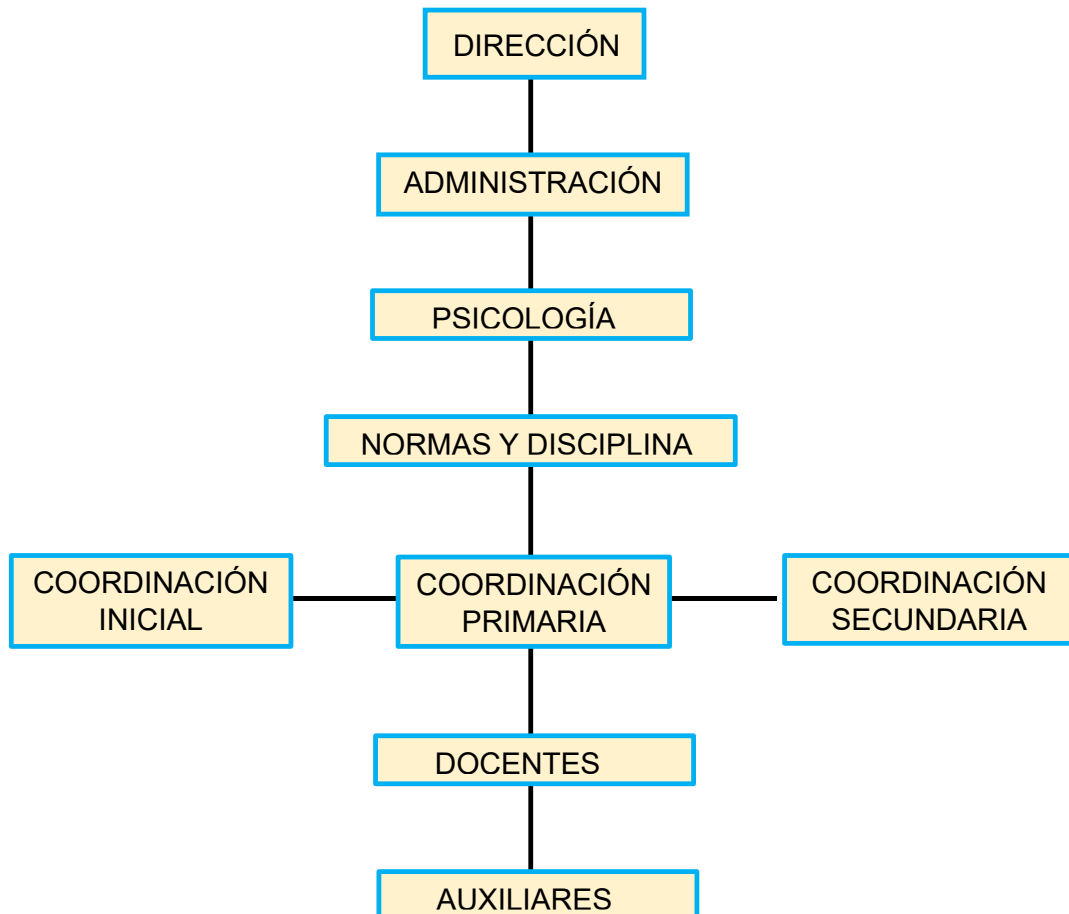 DIRECCIÓN
ADMINISTRACIÓN
PSICOLOGÍA
NORMAS Y DISCIPLINA
COORDINACIÓN
INICIAL
COORDINACIÓN
PRIMARIA
COORDINACIÓN
SECUNDARIA
DOCENTES
AUXILIARES